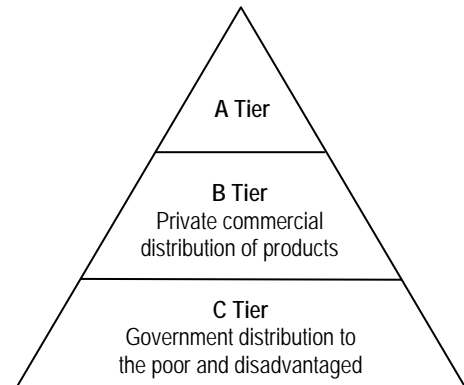 A Tier
B Tier
Private commercial
distribution of products
C Tier
Government distribution to
the poor and disadvantaged